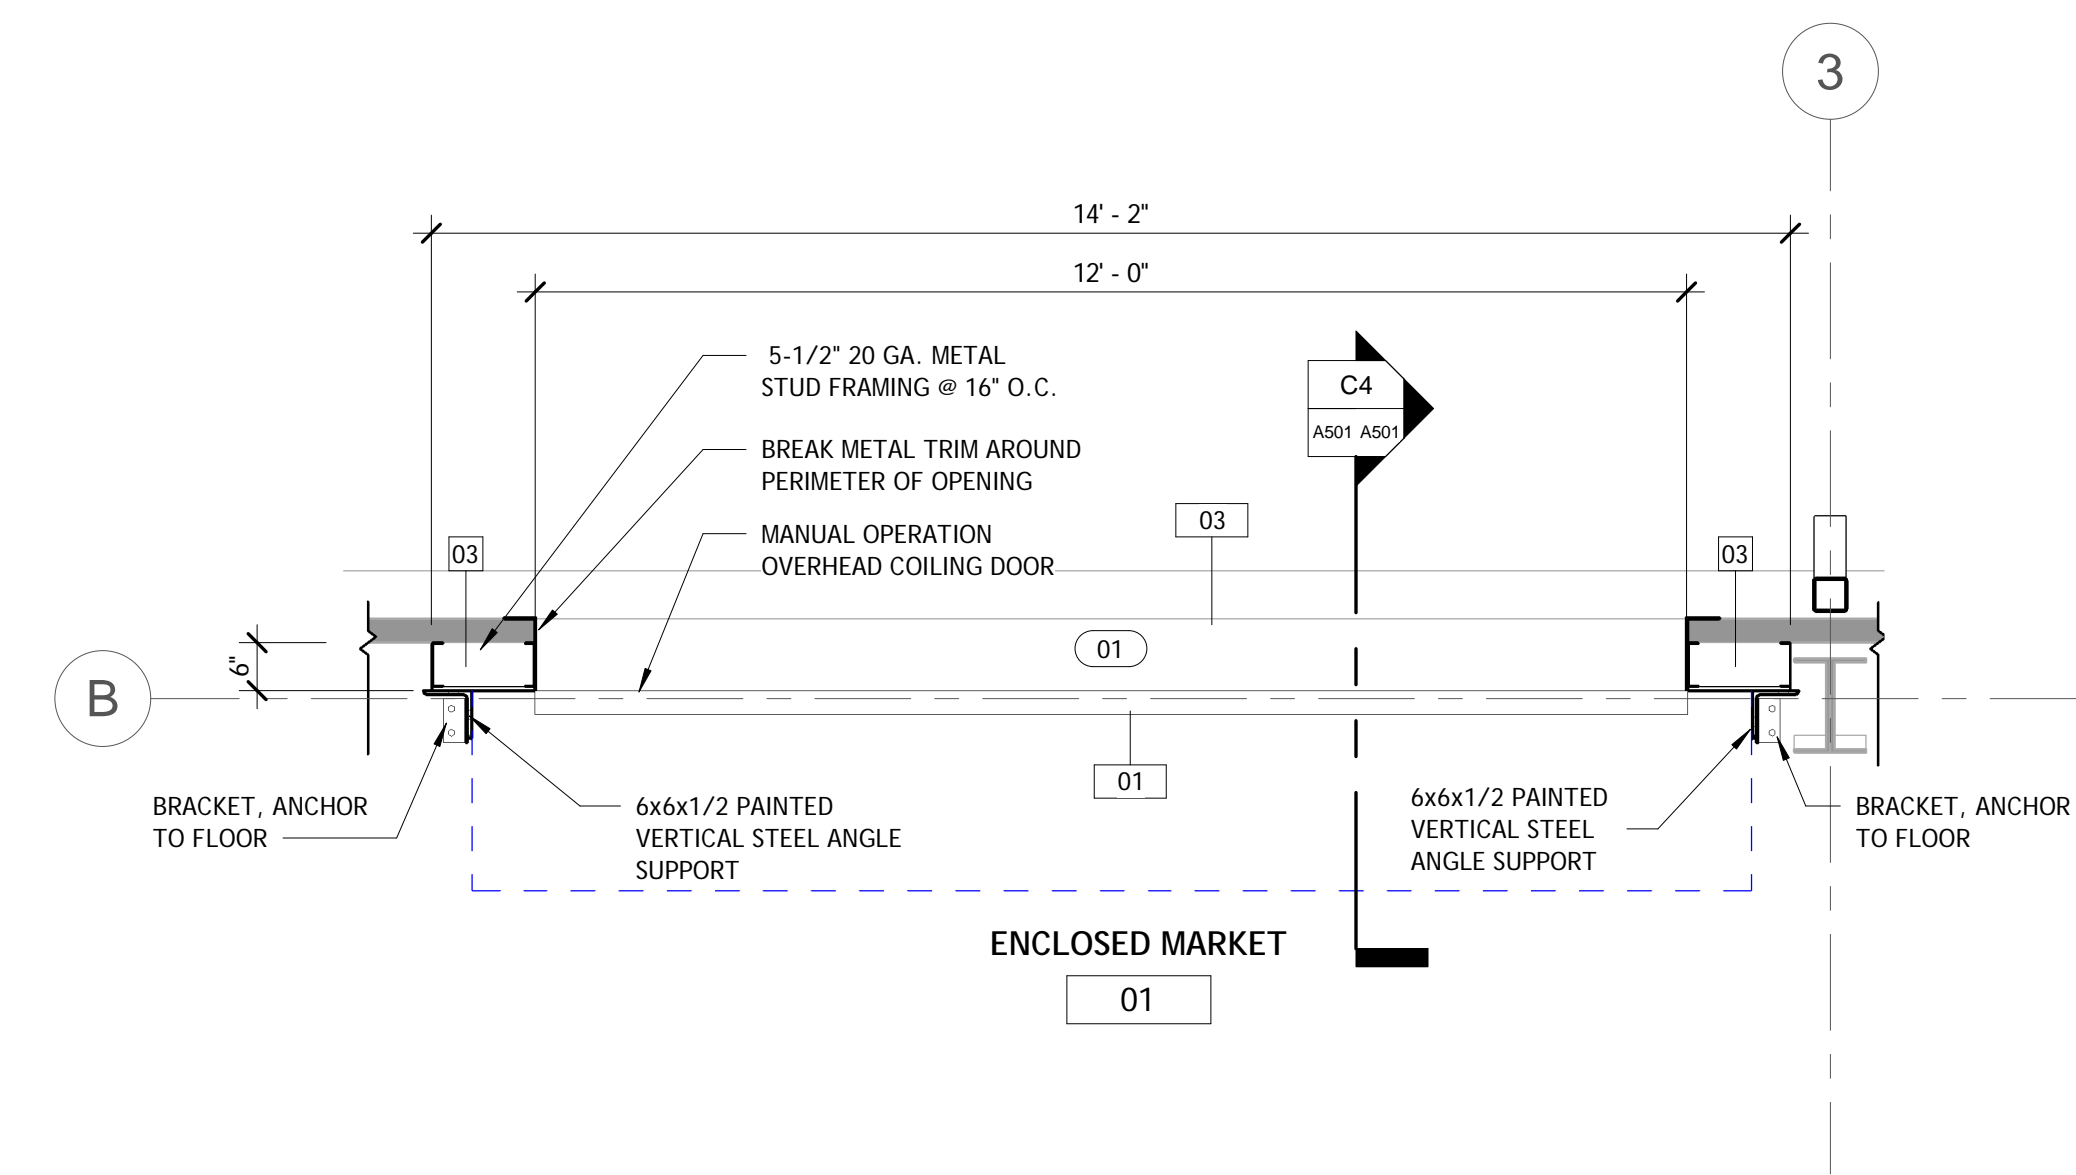 3
14' - 2"
12' - 0"
5-1/2" 20 GA. METAL
STUD FRAMING @ 16" O.C.
C4
A501 A501
BREAK METAL TRIM AROUND
PERIMETER OF OPENING
03
MANUAL OPERATION
OVERHEAD COILING DOOR
03
03
01
6"
B
01
BRACKET, ANCHOR
TO FLOOR
6x6x1/2 PAINTED
VERTICAL STEEL ANGLE
SUPPORT
6x6x1/2 PAINTED
VERTICAL STEEL
ANGLE SUPPORT
BRACKET, ANCHOR
TO FLOOR
ENCLOSED MARKET
01